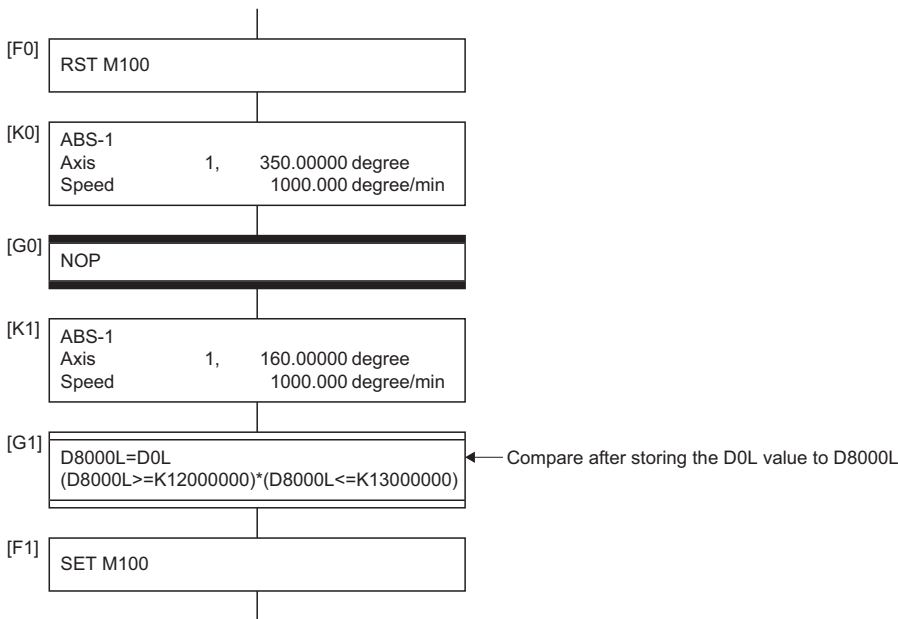 [F0]
RST M100
[K0]
ABS-1
Axis 1, 350.00000 degree
Speed 1000.000 degree/min
[G0]
NOP
[K1]
ABS-1
Axis 1, 160.00000 degree
Speed 1000.000 degree/min
[G1]
D8000L=D0L
(D8000L>=K12000000)*(D8000L<=K13000000)
Compare after storing the D0L value to D8000L
[F1]
SET M100